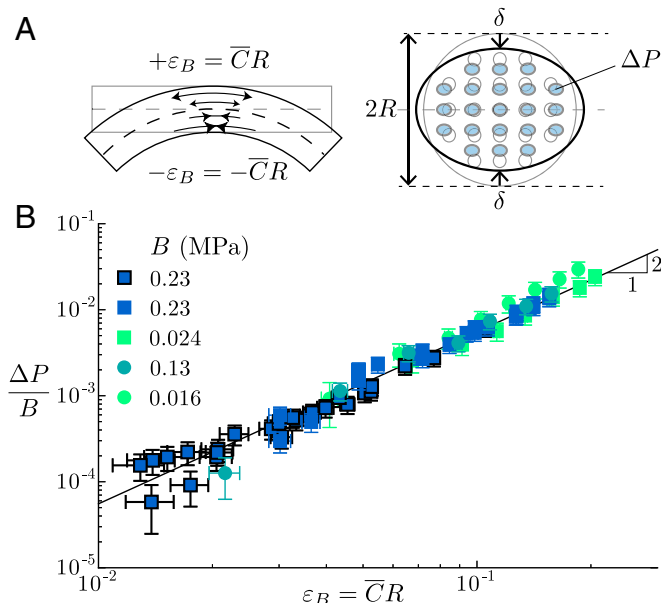 A
+ε_B = C̅R
−ε_B = −C̅R
δ
ΔP
2R
δ
B
10⁻¹
10⁻²
10⁻³
10⁻⁴
10⁻⁵
ΔP
B
B (MPa)
0.23
0.23
0.024
0.13
0.016
2
1
10⁻²
10⁻¹
ε_B = C̅R